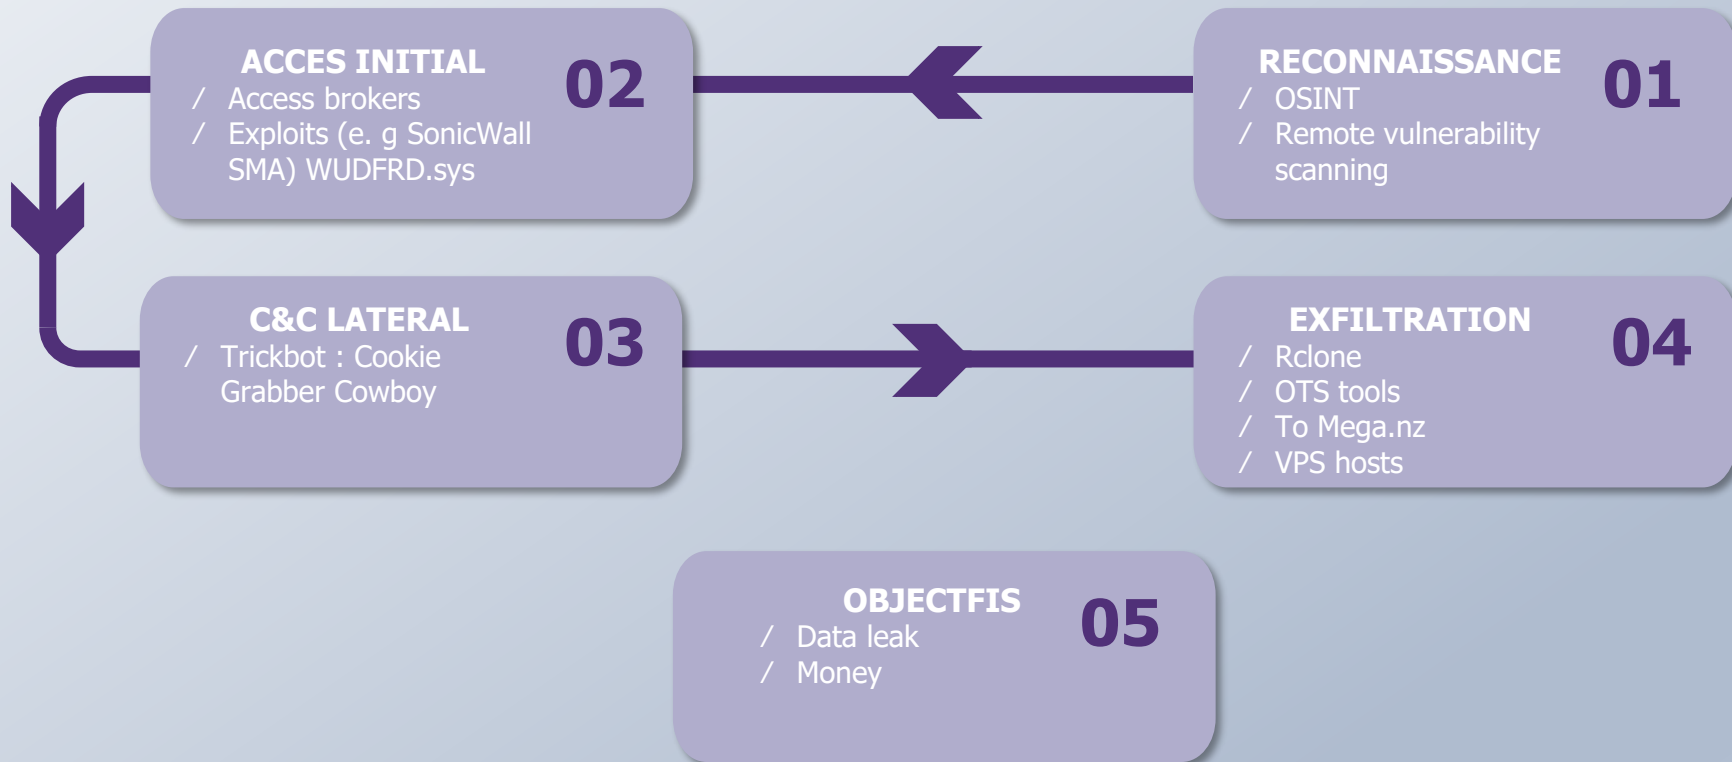 RECONNAISSANCE
01
/ OSINT
/ Remote vulnerability
scanning
ACCES INITIAL
02
/ Access brokers
/ Exploits (e. g SonicWall
SMA) WUDFRD.sys
C&C LATERAL
03
/ Trickbot : Cookie
Grabber Cowboy
EXFILTRATION
04
/ Rclone
/ OTS tools
/ To Mega.nz
/ VPS hosts
OBJECTFIS
05
/ Data leak
/ Money